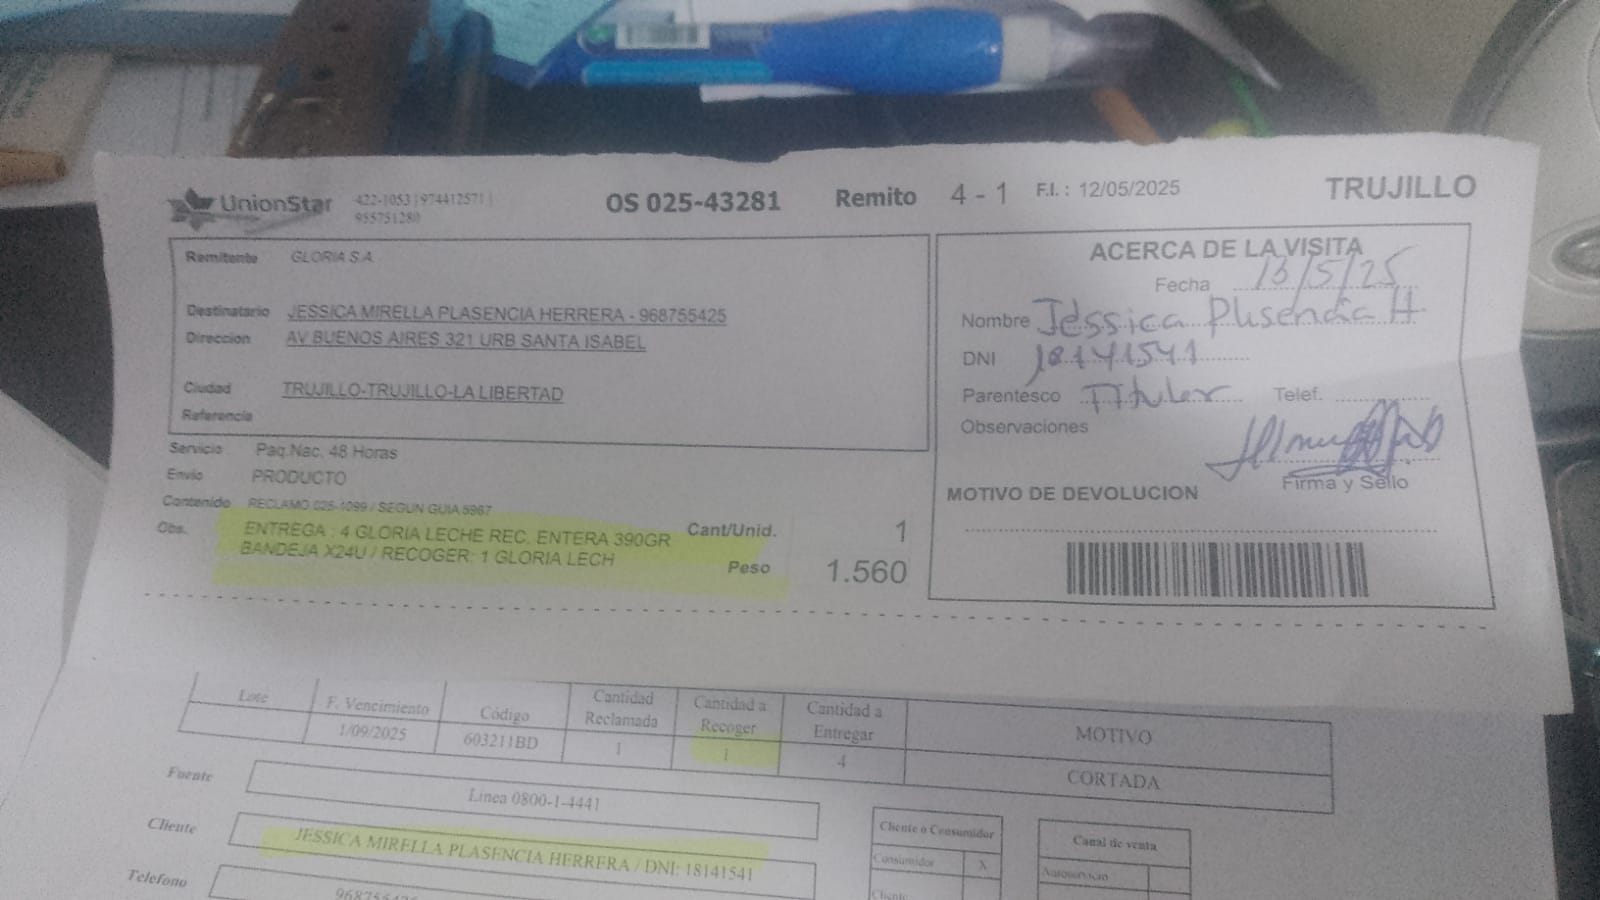 UnionStar
422-1053 | 974412571 |
955751280
OS 025-43281
Remito 4 - 1
F.I. : 12/05/2025
TRUJILLO
Remitente GLORIA S.A.
Destinatario JESSICA MIRELLA PLASENCIA HERRERA - 968755425
Direccion AV BUENOS AIRES 321 URB SANTA ISABEL
Ciudad TRUJILLO-TRUJILLO-LA LIBERTAD
Referencia
Servicio Paq.Nac. 48 Horas
Envio PRODUCTO
Contenido RECLAMO 025-1099 / SEGUN GUIA 5967
Obs. ENTREGA : 4 GLORIA LECHE REC. ENTERA 390GR
BANDEJA X24U / RECOGER: 1 GLORIA LECH
Cant/Unid. 1
Peso 1.560
ACERCA DE LA VISITA
Fecha 13/5/25
Nombre Jéssica Plasencia H
DNI 18141541
Parentesco Titular Telef.
Observaciones
Firma y Sello
MOTIVO DE DEVOLUCION
Lote F. Vencimiento Código Cantidad Reclamada Cantidad a Recoger Cantidad a Entregar MOTIVO
1/09/2025 603211BD 1 1 4 CORTADA
Fuente Linea 0800-1-4441
Cliente JESSICA MIRELLA PLASENCIA HERRERA / DNI: 18141541
Telefono
Cliente o Consumidor
Consumidor X
Canal de venta
Autoservicio